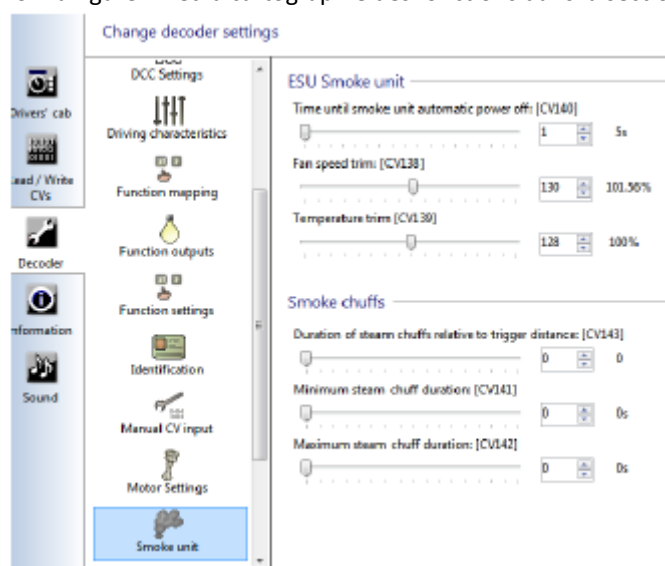 Change decoder settings
Drivers' cab
Read / Write
CVs
Decoder
Information
Sound
DCC Settings
Driving characteristics
Function mapping
Function outputs
Function settings
Identification
Manual CV input
Motor Settings
Smoke unit
ESU Smoke unit
Time until smoke unit automatic power off: [CV140]
1 5s
Fan speed trim: [CV138]
130 101.56%
Temperature trim [CV139]
128 100%
Smoke chuffs
Duration of steam chuffs relative to trigger distance: [CV143]
0 0
Minimum steam chuff duration: [CV141]
0 0s
Maximum steam chuff duration: [CV142]
0 0s